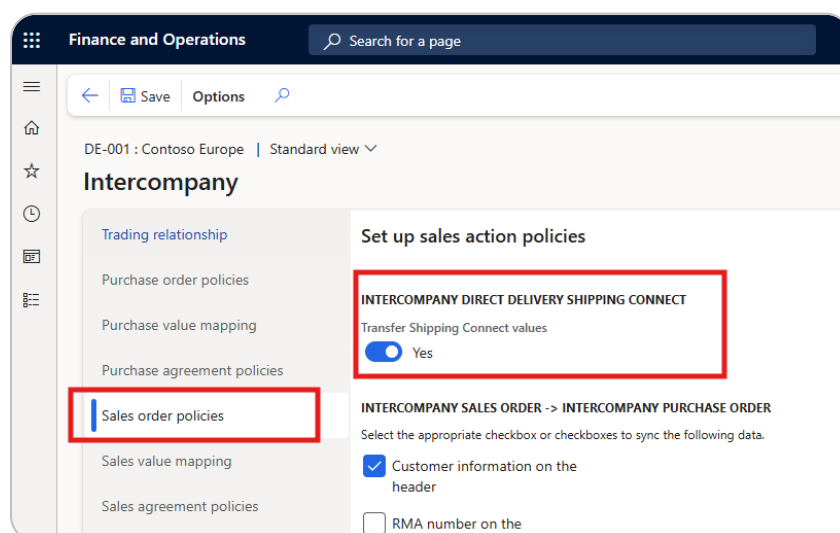 Finance and Operations
Search for a page
Save Options
DE-001 : Contoso Europe | Standard view
Intercompany
Trading relationship
Purchase order policies
Purchase value mapping
Purchase agreement policies
Sales order policies
Sales value mapping
Sales agreement policies
Set up sales action policies
INTERCOMPANY DIRECT DELIVERY SHIPPING CONNECT
Transfer Shipping Connect values
Yes
INTERCOMPANY SALES ORDER -> INTERCOMPANY PURCHASE ORDER
Select the appropriate checkbox or checkboxes to sync the following data.
Customer information on the
header
RMA number on the